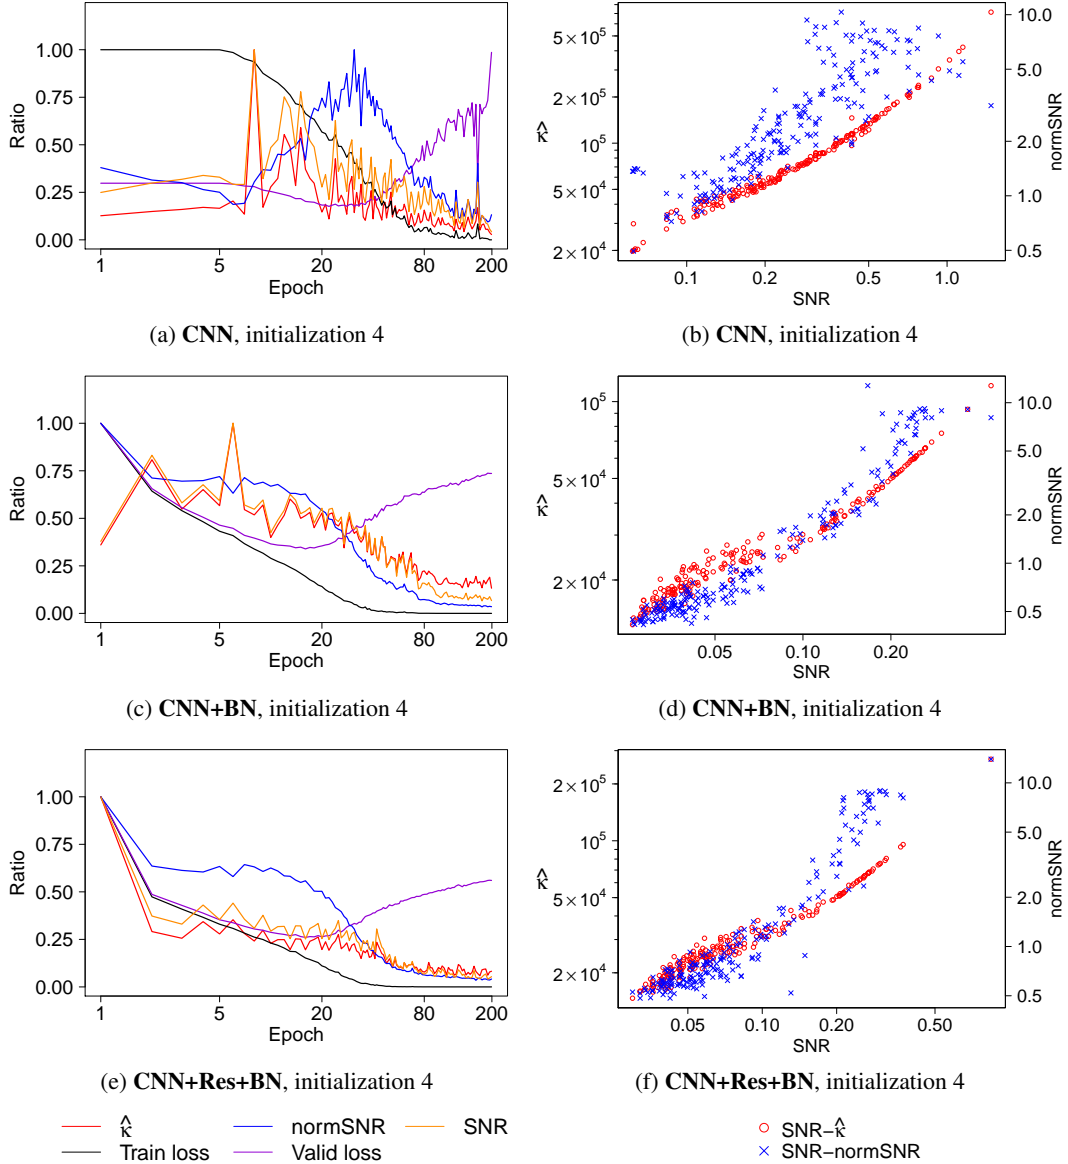 1.00
0.75
0.50
0.25
0.00
Ratio
1 5 20 80 200
Epoch
(a) CNN, initialization 4
5×10⁵
2×10⁵
10⁵
5×10⁴
2×10⁴
κ̂
10.0
5.0
2.0
1.0
0.5
normSNR
0.1 0.2 0.5 1.0
SNR
(b) CNN, initialization 4
1.00
0.75
0.50
0.25
0.00
Ratio
1 5 20 80 200
Epoch
(c) CNN+BN, initialization 4
10⁵
5×10⁴
2×10⁴
κ̂
10.0
5.0
2.0
1.0
0.5
normSNR
0.05 0.10 0.20
SNR
(d) CNN+BN, initialization 4
1.00
0.75
0.50
0.25
0.00
Ratio
1 5 20 80 200
Epoch
(e) CNN+Res+BN, initialization 4
2×10⁵
10⁵
5×10⁴
2×10⁴
κ̂
10.0
5.0
2.0
1.0
0.5
normSNR
0.05 0.10 0.20 0.50
SNR
(f) CNN+Res+BN, initialization 4
κ̂ normSNR SNR
Train loss Valid loss
SNR−κ̂
SNR−normSNR